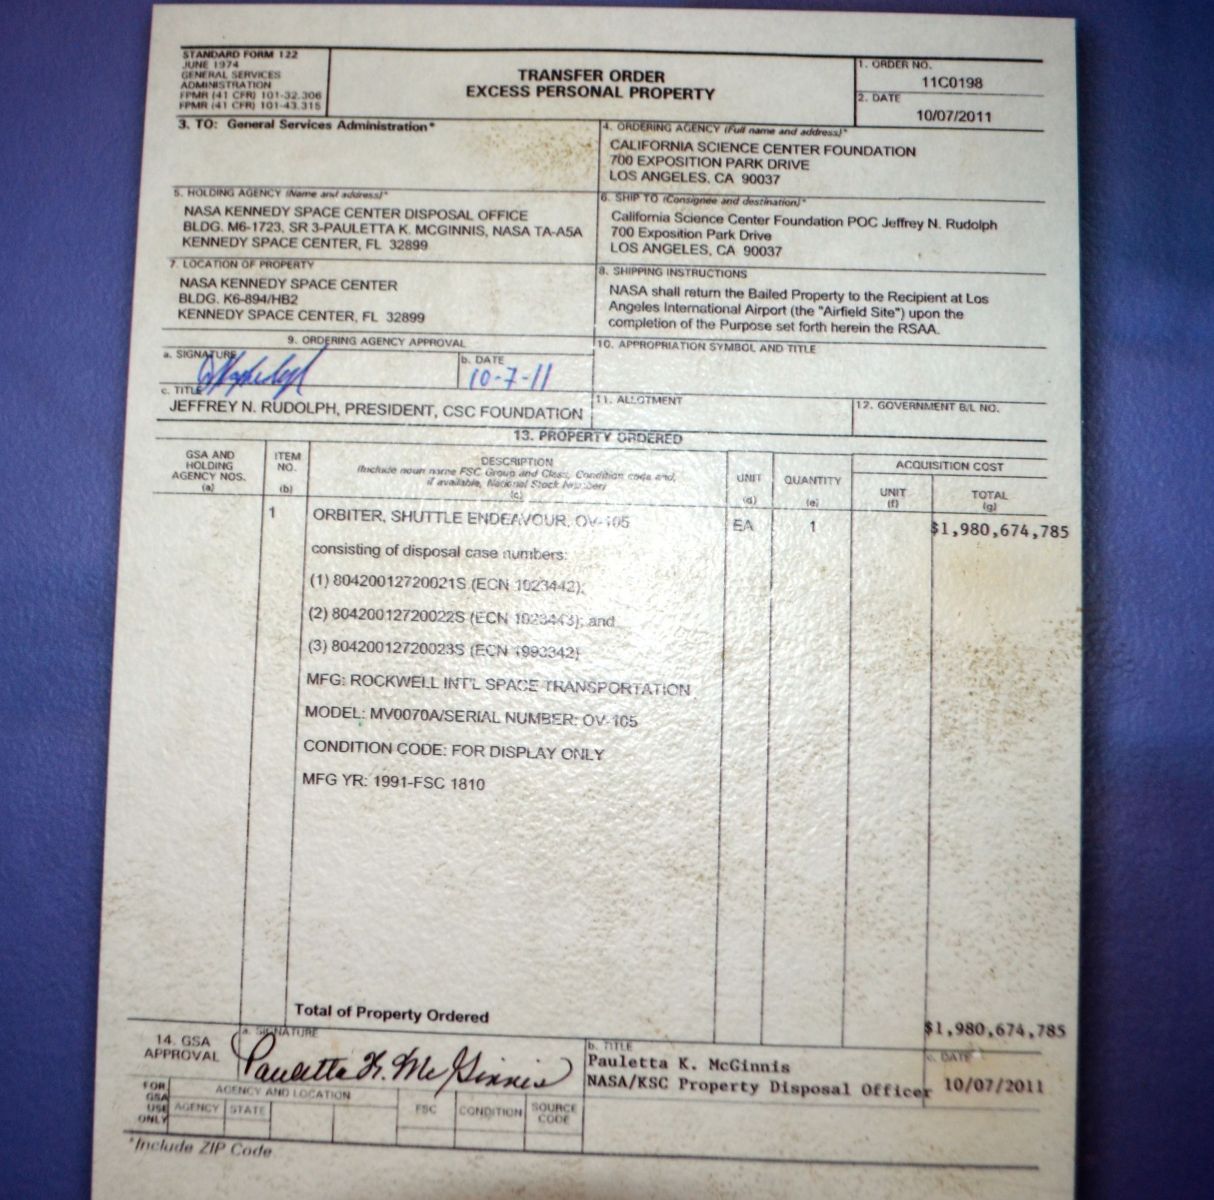 STANDARD FORM 122
JUNE 1974
GENERAL SERVICES
ADMINISTRATION
FPMR (41 CFR) 101-32.306
FPMR (41 CFR) 101-43.315
TRANSFER ORDER
EXCESS PERSONAL PROPERTY
1. ORDER NO.
11C0198
2. DATE
10/07/2011
3. TO: General Services Administration*
4. ORDERING AGENCY (Full name and address)*
CALIFORNIA SCIENCE CENTER FOUNDATION
700 EXPOSITION PARK DRIVE
LOS ANGELES, CA 90037
5. HOLDING AGENCY (Name and address)*
NASA KENNEDY SPACE CENTER DISPOSAL OFFICE
BLDG. M6-1723, SR 3-PAULETTA K. MCGINNIS, NASA TA-A5A
KENNEDY SPACE CENTER, FL 32899
6. SHIP TO (Consignee and destination)*
California Science Center Foundation POC Jeffrey N. Rudolph
700 Exposition Park Drive
LOS ANGELES, CA 90037
7. LOCATION OF PROPERTY
NASA KENNEDY SPACE CENTER
BLDG. K6-894/HB2
KENNEDY SPACE CENTER, FL 32899
8. SHIPPING INSTRUCTIONS
NASA shall return the Bailed Property to the Recipient at Los
Angeles International Airport (the "Airfield Site") upon the
completion of the Purpose set forth herein the RSAA.
9. ORDERING AGENCY APPROVAL
a. SIGNATURE
b. DATE
10-7-11
c. TITLE
JEFFREY N. RUDOLPH, PRESIDENT, CSC FOUNDATION
10. APPROPRIATION SYMBOL AND TITLE
11. ALLOTMENT
12. GOVERNMENT B/L NO.
13. PROPERTY ORDERED
GSA AND
HOLDING
AGENCY NOS.
(a)
ITEM
NO.
(b)
DESCRIPTION
(Include noun name FSC Group and Class, Condition code and,
if available, National Stock Number)
(c)
UNIT
(d)
QUANTITY
(e)
ACQUISITION COST
UNIT
(f)
TOTAL
(g)
1 ORBITER, SHUTTLE ENDEAVOUR, OV-105 EA 1 $1,980,674,785
consisting of disposal case numbers:
(1) 80420012720021S (ECN 1023442);
(2) 80420012720022S (ECN 1023443); and
(3) 80420012720023S (ECN 1993342)
MFG: ROCKWELL INT'L SPACE TRANSPORTATION
MODEL: MV0070A/SERIAL NUMBER: OV-105
CONDITION CODE: FOR DISPLAY ONLY
MFG YR: 1991-FSC 1810
Total of Property Ordered
$1,980,674,785
14. GSA
APPROVAL
a. SIGNATURE
Pauletta K. McGinnis
b. TITLE
Pauletta K. McGinnis
NASA/KSC Property Disposal Officer
c. DATE
10/07/2011
FOR
GSA
USE
ONLY
AGENCY AND LOCATION
AGENCY
STATE
FSC
CONDITION
SOURCE
CODE
*Include ZIP Code